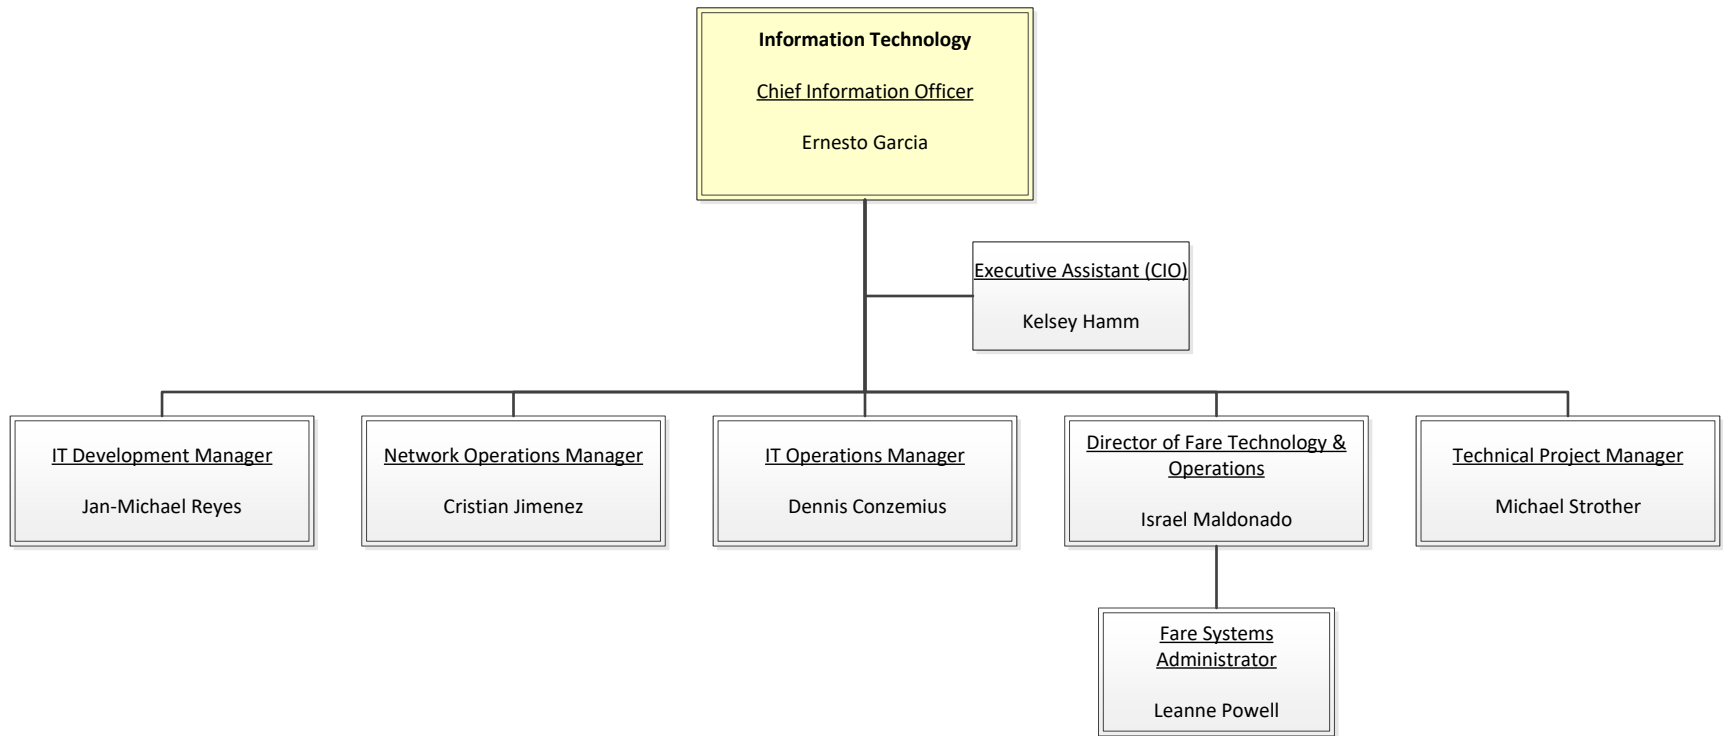 Information Technology
Chief Information Officer
Ernesto Garcia
Executive Assistant (CIO)
Kelsey Hamm
IT Development Manager
Jan-Michael Reyes
Network Operations Manager
Cristian Jimenez
IT Operations Manager
Dennis Conzemius
Director of Fare Technology &
Operations
Israel Maldonado
Technical Project Manager
Michael Strother
Fare Systems
Administrator
Leanne Powell